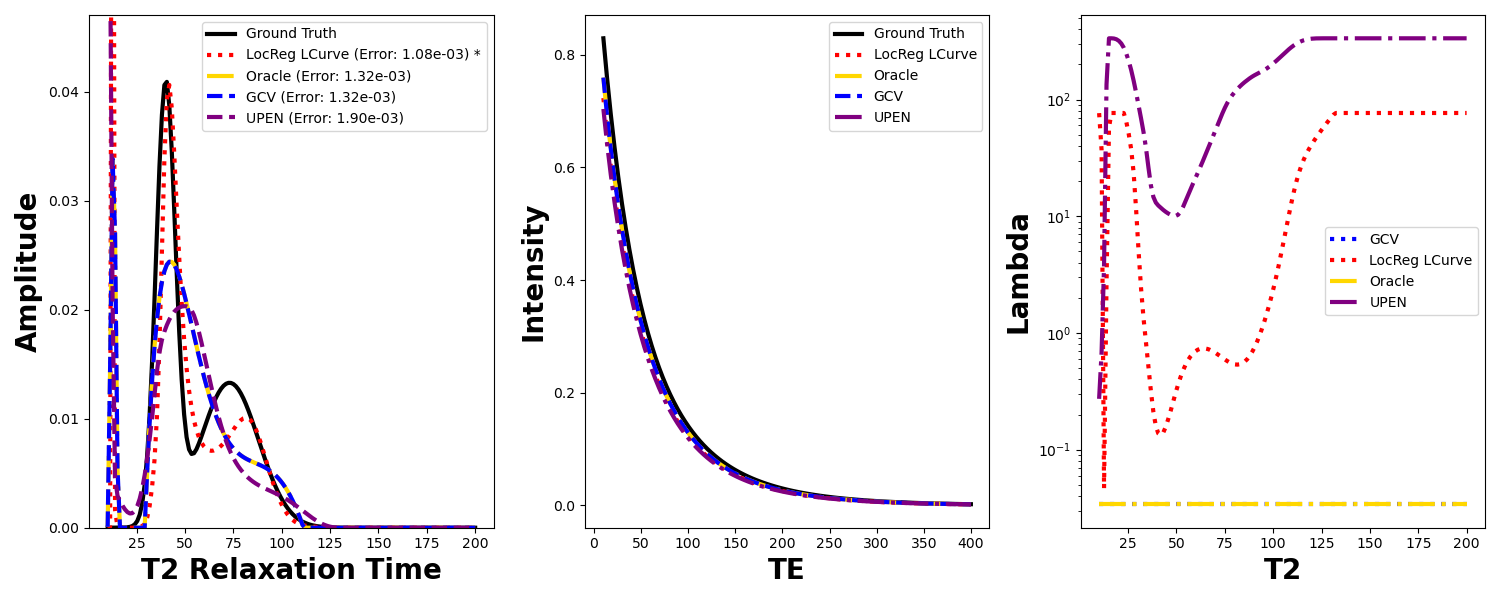 Amplitude
0.04
0.03
0.02
0.01
0.00
25 50 75 100 125 150 175 200
T2 Relaxation Time
Ground Truth
LocReg LCurve (Error: 1.08e-03) *
Oracle (Error: 1.32e-03)
GCV (Error: 1.32e-03)
UPEN (Error: 1.90e-03)
Intensity
0.8
0.6
0.4
0.2
0.0
0 50 100 150 200 250 300 350 400
TE
Ground Truth
LocReg LCurve
Oracle
GCV
UPEN
Lambda
10²
10¹
10⁰
10⁻¹
25 50 75 100 125 150 175 200
T2
GCV
LocReg LCurve
Oracle
UPEN